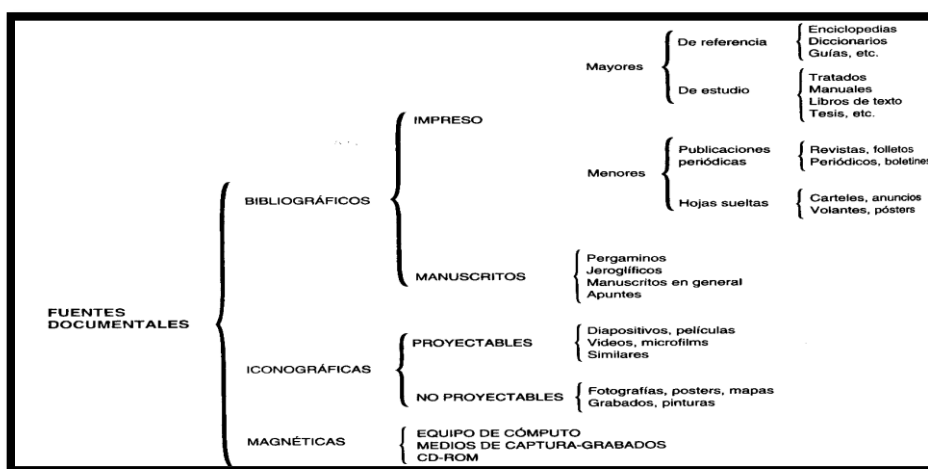 FUENTES
DOCUMENTALES
BIBLIOGRÁFICOS
IMPRESO
Mayores
De referencia
Enciclopedias
Diccionarios
Guías, etc.
De estudio
Tratados
Manuales
Libros de texto
Tesis, etc.
Menores
Publicaciones
periódicas
Revistas, folletos
Periódicos, boletines
Hojas sueltas
Carteles, anuncios
Volantes, pósters
MANUSCRITOS
Pergaminos
Jeroglíficos
Manuscritos en general
Apuntes
ICONOGRÁFICAS
PROYECTABLES
Diapositivos, películas
Videos, microfilms
Similares
NO PROYECTABLES
Fotografías, posters, mapas
Grabados, pinturas
MAGNÉTICAS
EQUIPO DE CÓMPUTO
MEDIOS DE CAPTURA-GRABADOS
CD-ROM